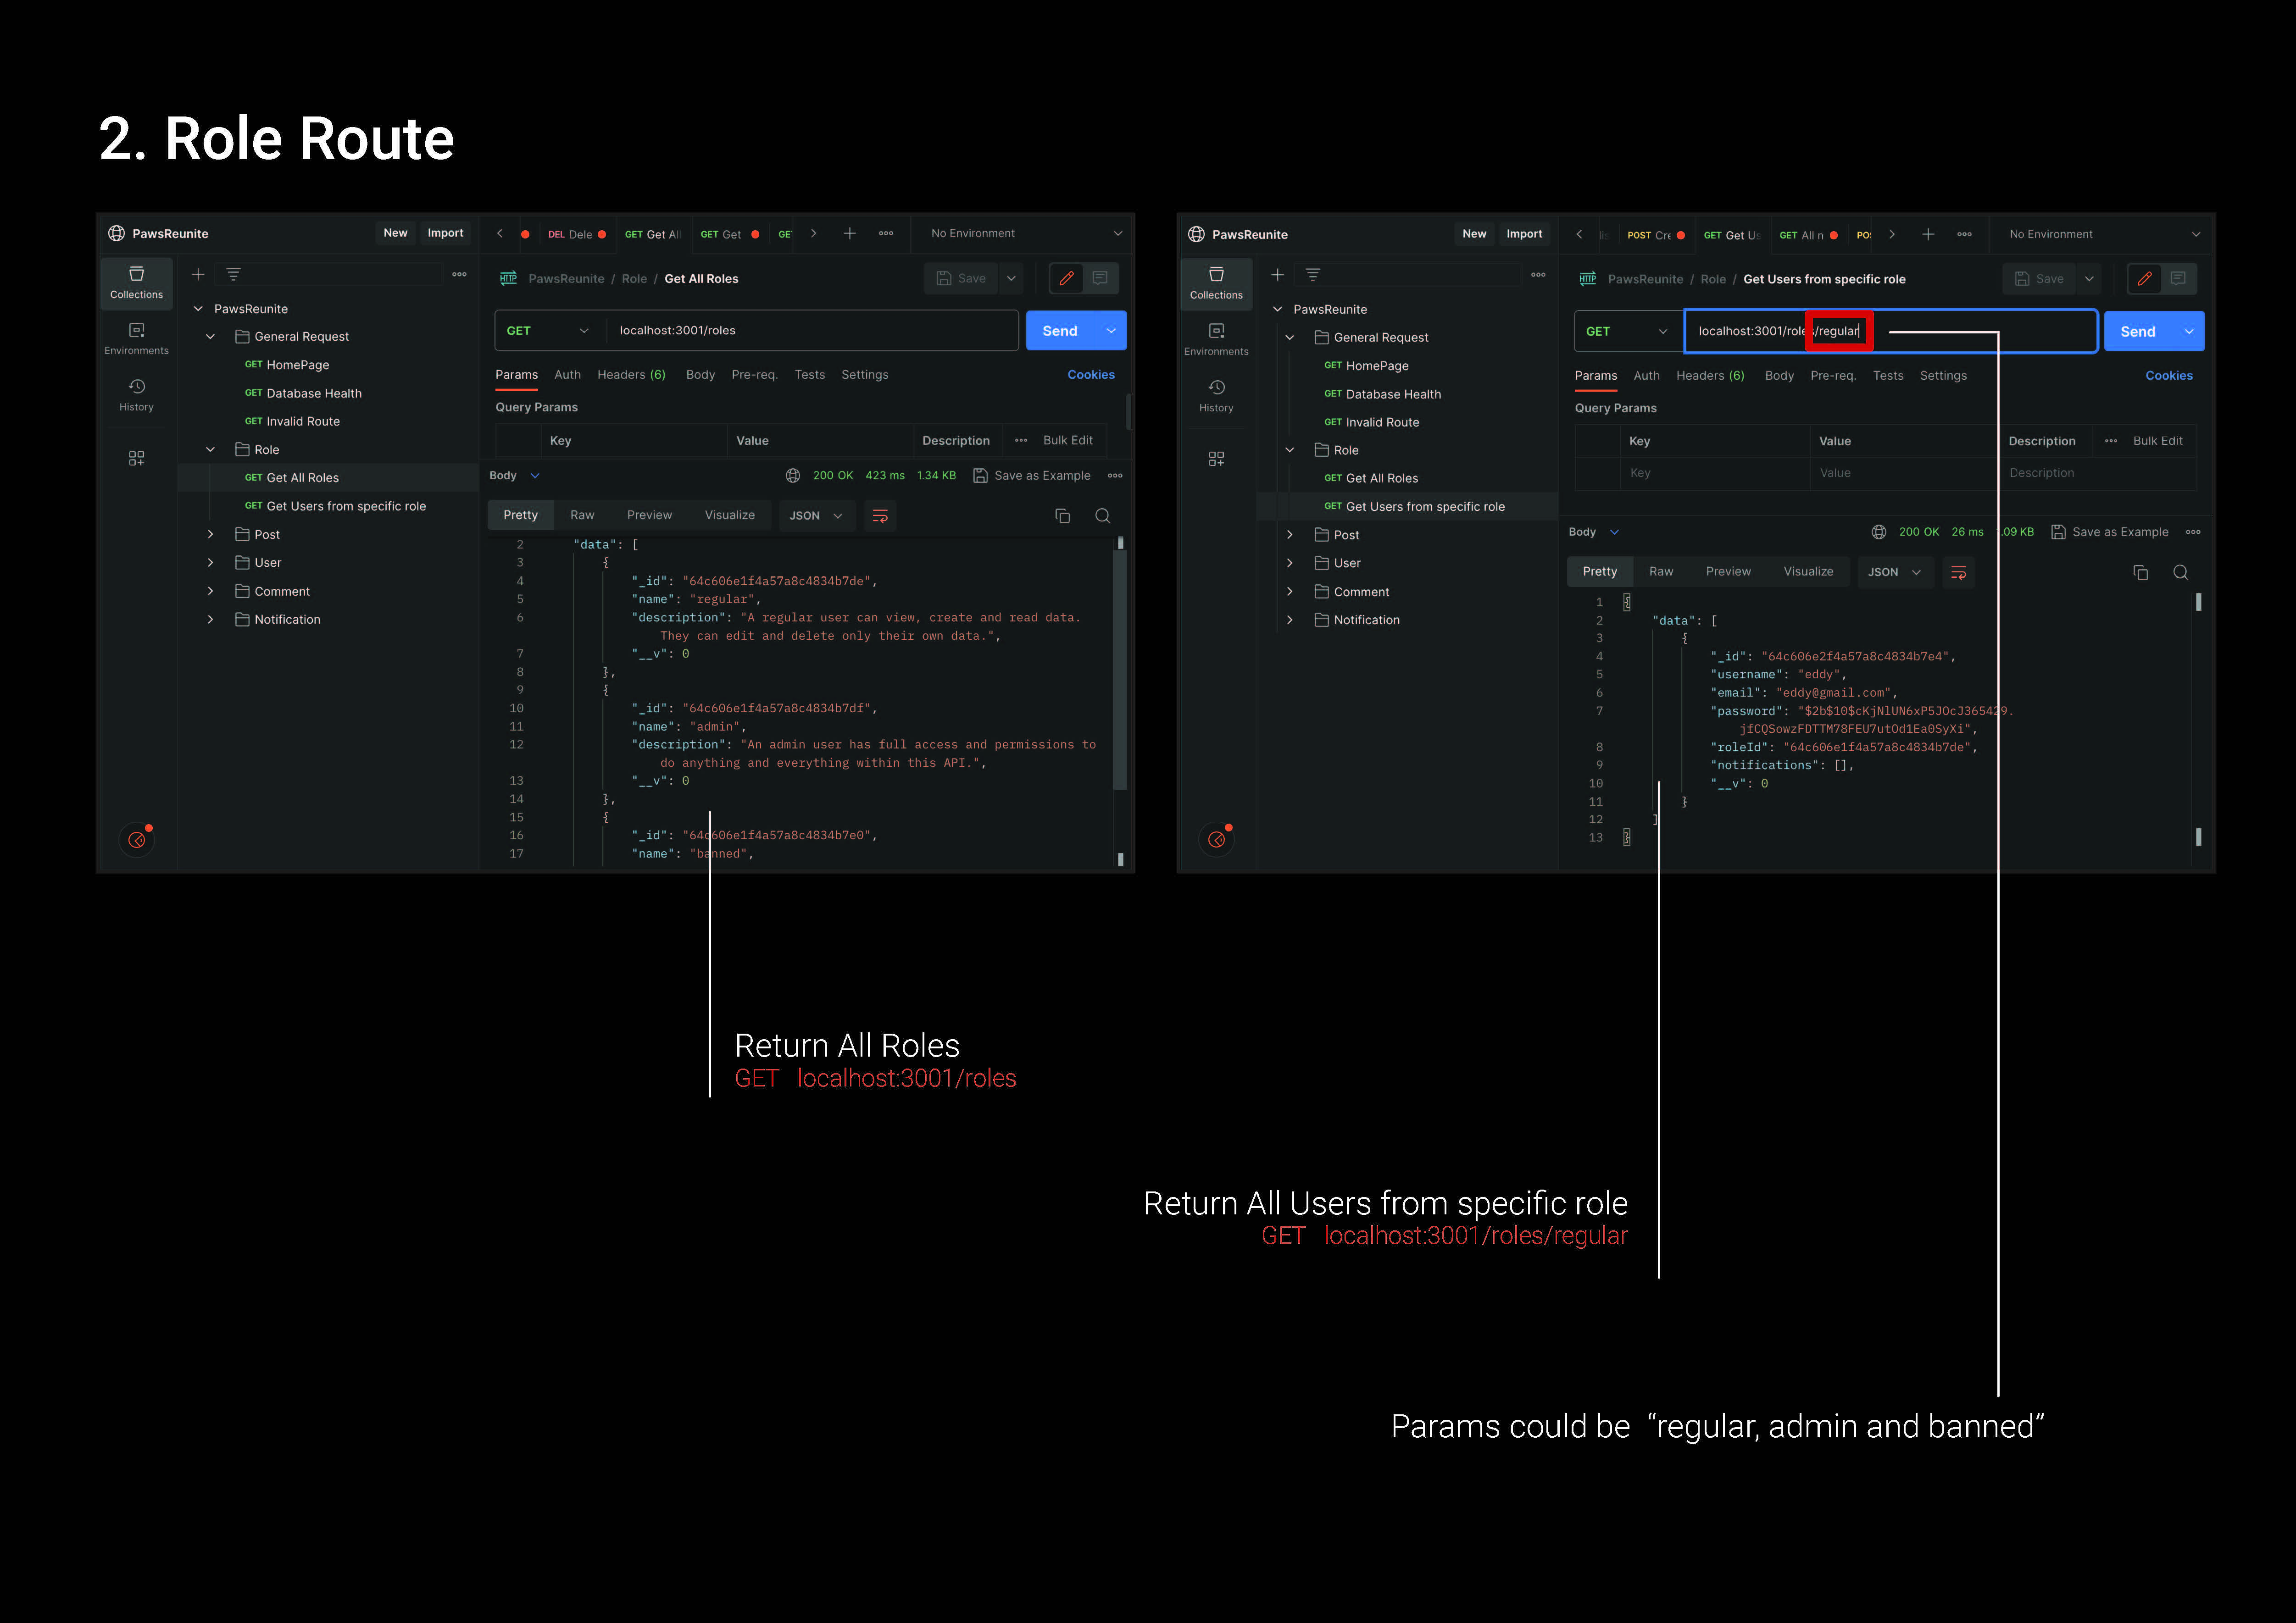 2. Role Route
PawsReunite
New
Import
DEL Dele
GET Get Al
GET Get
GE
No Environment
Collections
Environments
History
PawsReunite
General Request
GET HomePage
GET Database Health
GET Invalid Route
Role
GET Get All Roles
GET Get Users from specific role
Post
User
Comment
Notification
HTTP PawsReunite / Role / Get All Roles
Save
GET localhost:3001/roles
Send
Params Auth Headers (6) Body Pre-req. Tests Settings Cookies
Query Params
Key Value Description Bulk Edit
Body 200 OK 423 ms 1.34 KB Save as Example
Pretty Raw Preview Visualize JSON
2 "data": [
3 {
4 "_id": "64c606e1f4a57a8c4834b7de",
5 "name": "regular",
6 "description": "A regular user can view, create and read data.
They can edit and delete only their own data.",
7 "__v": 0
8 },
9 {
10 "_id": "64c606e1f4a57a8c4834b7df",
11 "name": "admin",
12 "description": "An admin user has full access and permissions to
do anything and everything within this API.",
13 "__v": 0
14 },
15 {
16 "_id": "64c606e1f4a57a8c4834b7e0",
17 "name": "banned",
PawsReunite
New
Import
POST Cre
GET Get Us
GET All n
PO
No Environment
Collections
Environments
History
PawsReunite
General Request
GET HomePage
GET Database Health
GET Invalid Route
Role
GET Get All Roles
GET Get Users from specific role
Post
User
Comment
Notification
HTTP PawsReunite / Role / Get Users from specific role
Save
GET localhost:3001/roles/regular
Send
Params Auth Headers (6) Body Pre-req. Tests Settings Cookies
Query Params
Key Value Description Bulk Edit
Key Value Description
Body 200 OK 26 ms .09 KB Save as Example
Pretty Raw Preview Visualize JSON
1 {
2 "data": [
3 {
4 "_id": "64c606e2f4a57a8c4834b7e4",
5 "username": "eddy",
6 "email": "eddy@gmail.com",
7 "password": "$2b$10$cKjNlUN6xP5JOcJ365429.
jfCQSowzFDTTM78FEU7utOd1Ea0SyXi",
8 "roleId": "64c606e1f4a57a8c4834b7de",
9 "notifications": [],
10 "__v": 0
11 }
12 ]
13 }
Return All Roles
GET localhost:3001/roles
Return All Users from specific role
GET localhost:3001/roles/regular
Params could be “regular, admin and banned”